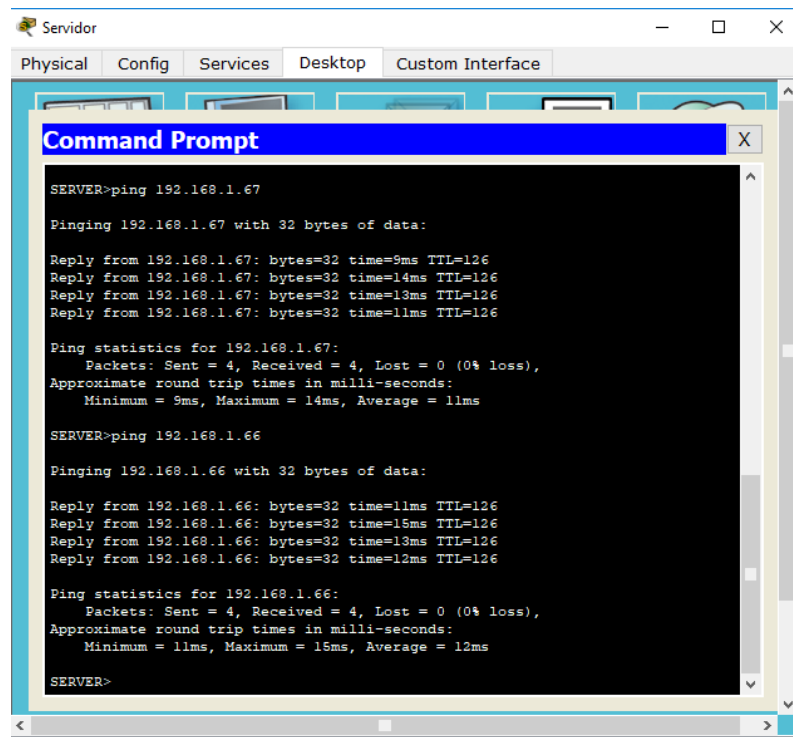 Servidor
Physical Config Services Desktop Custom Interface
Command Prompt X
SERVER>ping 192.168.1.67
Pinging 192.168.1.67 with 32 bytes of data:
Reply from 192.168.1.67: bytes=32 time=9ms TTL=126
Reply from 192.168.1.67: bytes=32 time=14ms TTL=126
Reply from 192.168.1.67: bytes=32 time=13ms TTL=126
Reply from 192.168.1.67: bytes=32 time=11ms TTL=126
Ping statistics for 192.168.1.67:
Packets: Sent = 4, Received = 4, Lost = 0 (0% loss),
Approximate round trip times in milli-seconds:
Minimum = 9ms, Maximum = 14ms, Average = 11ms
SERVER>ping 192.168.1.66
Pinging 192.168.1.66 with 32 bytes of data:
Reply from 192.168.1.66: bytes=32 time=11ms TTL=126
Reply from 192.168.1.66: bytes=32 time=15ms TTL=126
Reply from 192.168.1.66: bytes=32 time=13ms TTL=126
Reply from 192.168.1.66: bytes=32 time=12ms TTL=126
Ping statistics for 192.168.1.66:
Packets: Sent = 4, Received = 4, Lost = 0 (0% loss),
Approximate round trip times in milli-seconds:
Minimum = 11ms, Maximum = 15ms, Average = 12ms
SERVER>